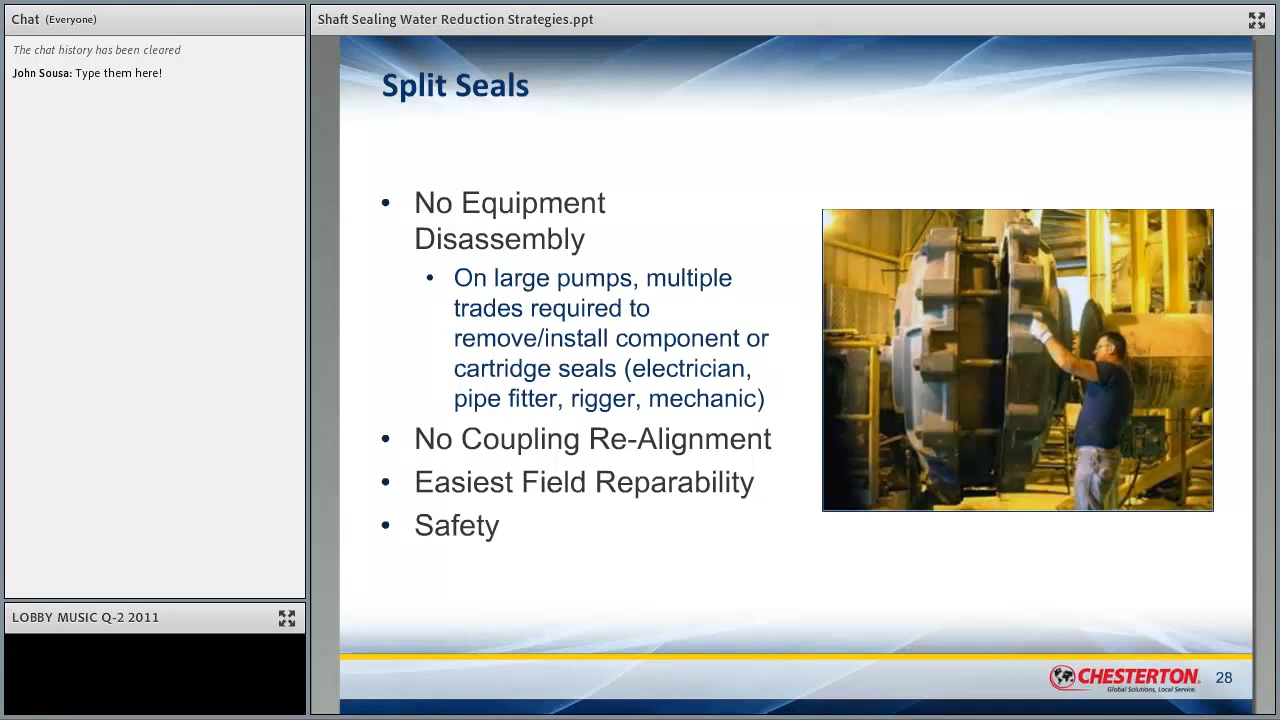 Chat (Everyone)
The chat history has been cleared
John Sousa: Type them here!
LOBBY MUSIC Q-2 2011
Shaft Sealing Water Reduction Strategies.ppt
Split Seals
• No Equipment
Disassembly
• On large pumps, multiple
trades required to
remove/install component or
cartridge seals (electrician,
pipe fitter, rigger, mechanic)
• No Coupling Re-Alignment
• Easiest Field Reparability
• Safety
CHESTERTON
Global Solutions, Local Service.
28